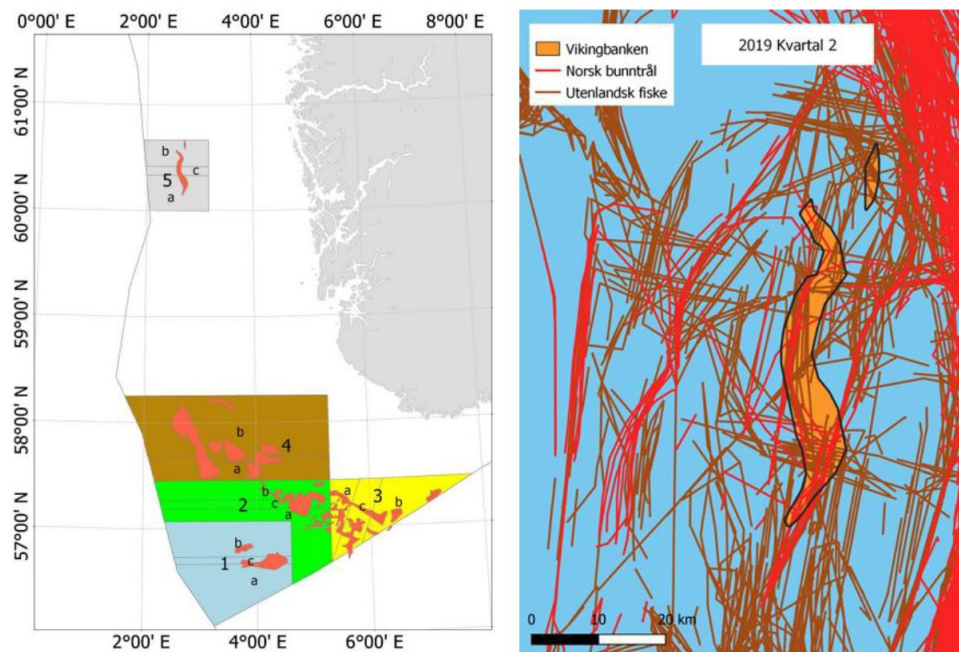 0°00' E 2°00' E 4°00' E 6°00' E 8°00' E
61°00' N
60°00' N
59°00' N
58°00' N
57°00' N
b
c
5
a
b
4
a
b
2
c
a
a
3
c
b
b
1
c
a
2°00' E 4°00' E 6°00' E 8°00' E
Vikingbanken
Norsk bunntrål
Utenlandsk fiske
2019 Kvartal 2
0 10 20 km